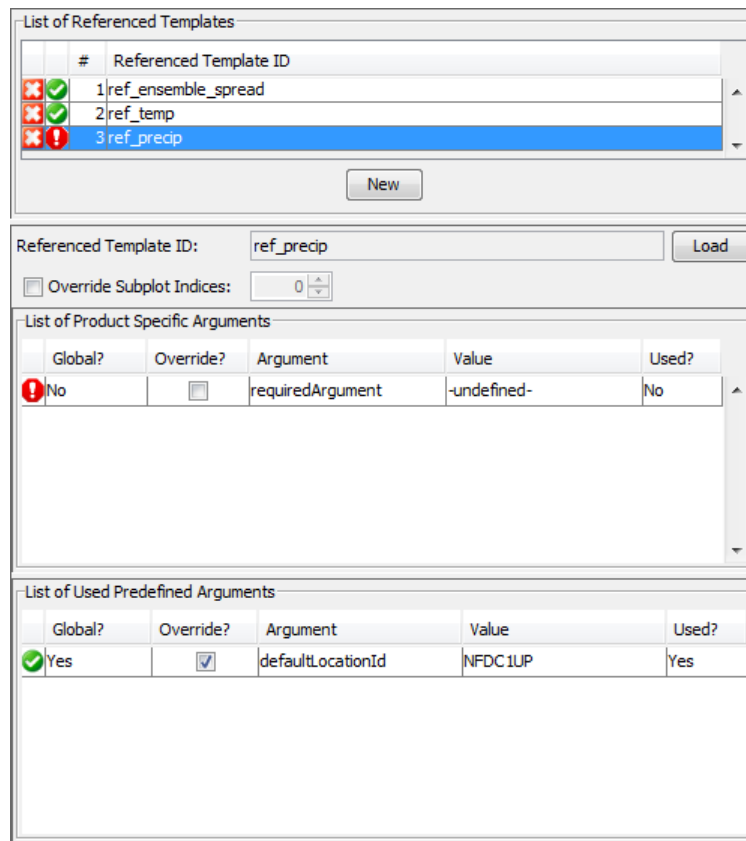 List of Referenced Templates
# Referenced Template ID
1 ref_ensemble_spread
2 ref_temp
3 ref_precip
New
Referenced Template ID: ref_precip Load
Override Subplot Indices: 0
List of Product Specific Arguments
Global? Override? Argument Value Used?
No requiredArgument -undefined- No
List of Used Predefined Arguments
Global? Override? Argument Value Used?
Yes defaultLocationId NFDC1UP Yes